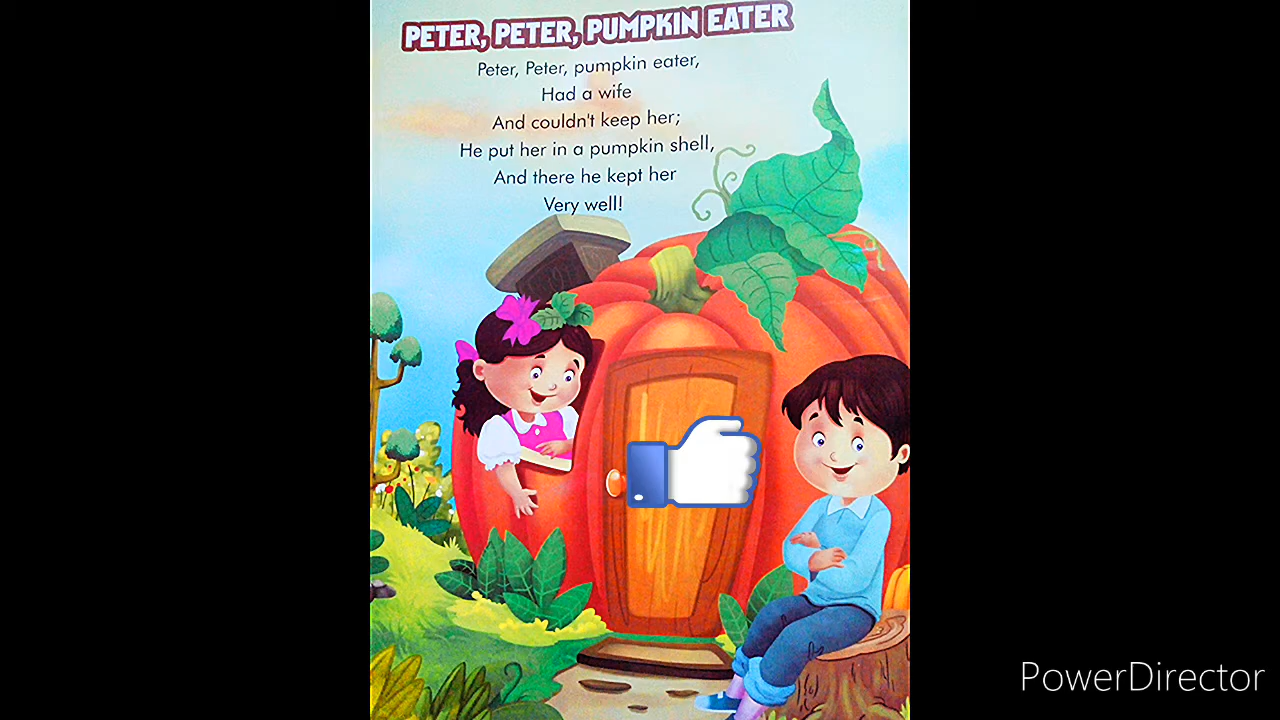 PETER, PETER, PUMPKIN EATER
Peter, Peter, pumpkin eater,
Had a wife
And couldn't keep her;
He put her in a pumpkin shell,
And there he kept her
Very well!
PowerDirector